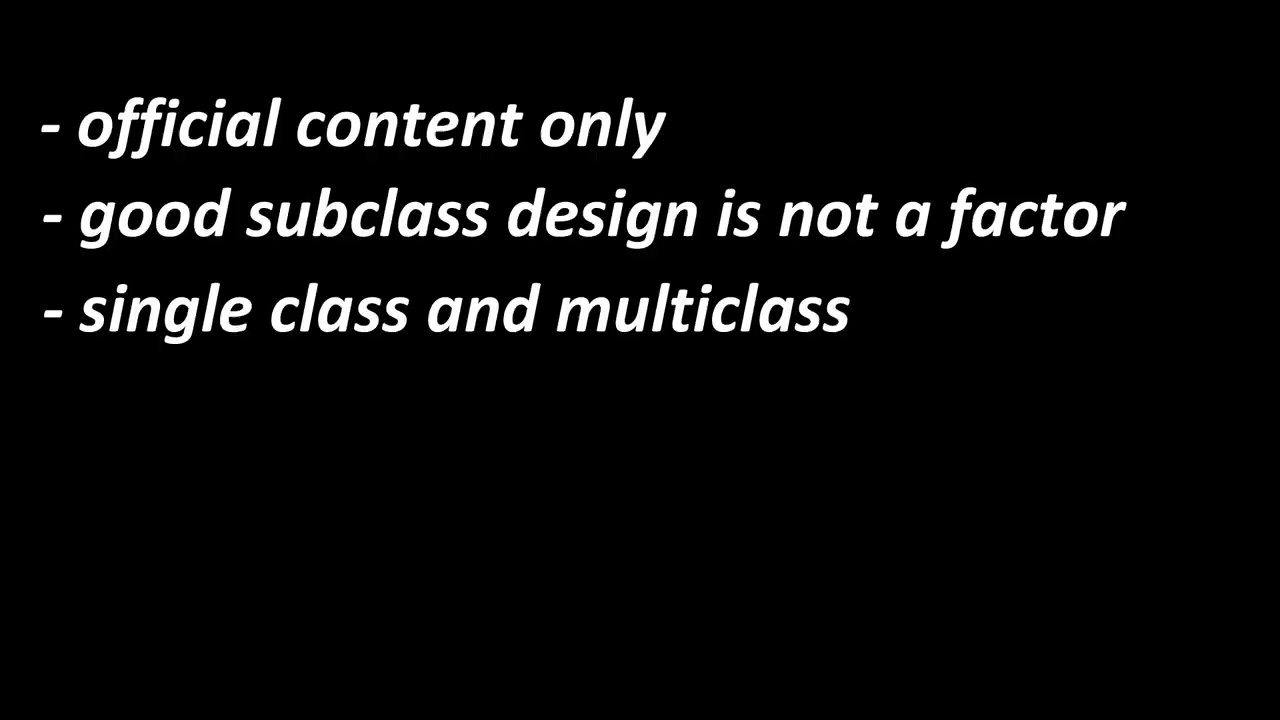 - official content only
- good subclass design is not a factor
- single class and multiclass